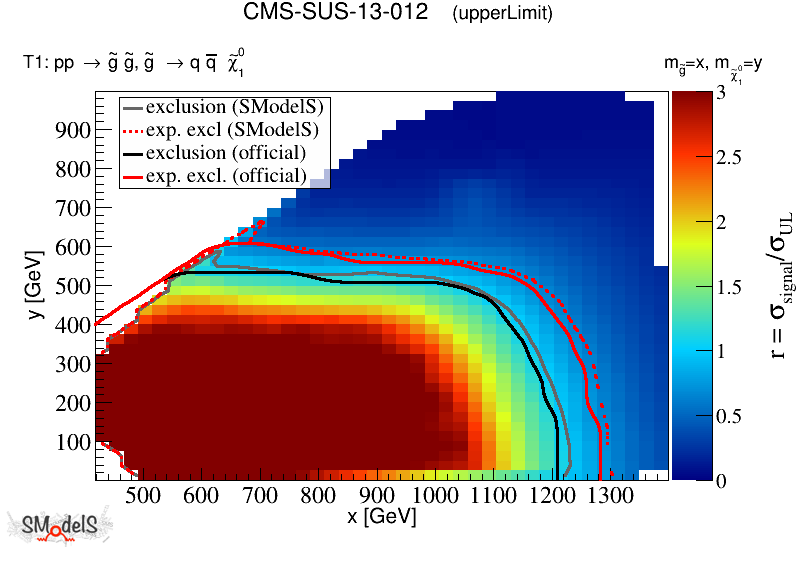 CMS-SUS-13-012 (upperLimit)
T1: pp → g̃ g̃, g̃ → q q̅ χ̃⁰₁
m_g̃=x, m_χ̃⁰₁=y
exclusion (SModelS)
exp. excl (SModelS)
exclusion (official)
exp. excl. (official)
900
800
700
600
500
400
300
200
100
y [GeV]
500 600 700 800 900 1000 1100 1200 1300
x [GeV]
3
2.5
2
1.5
1
0.5
0
r = σ_signal/σ_UL
SModelS